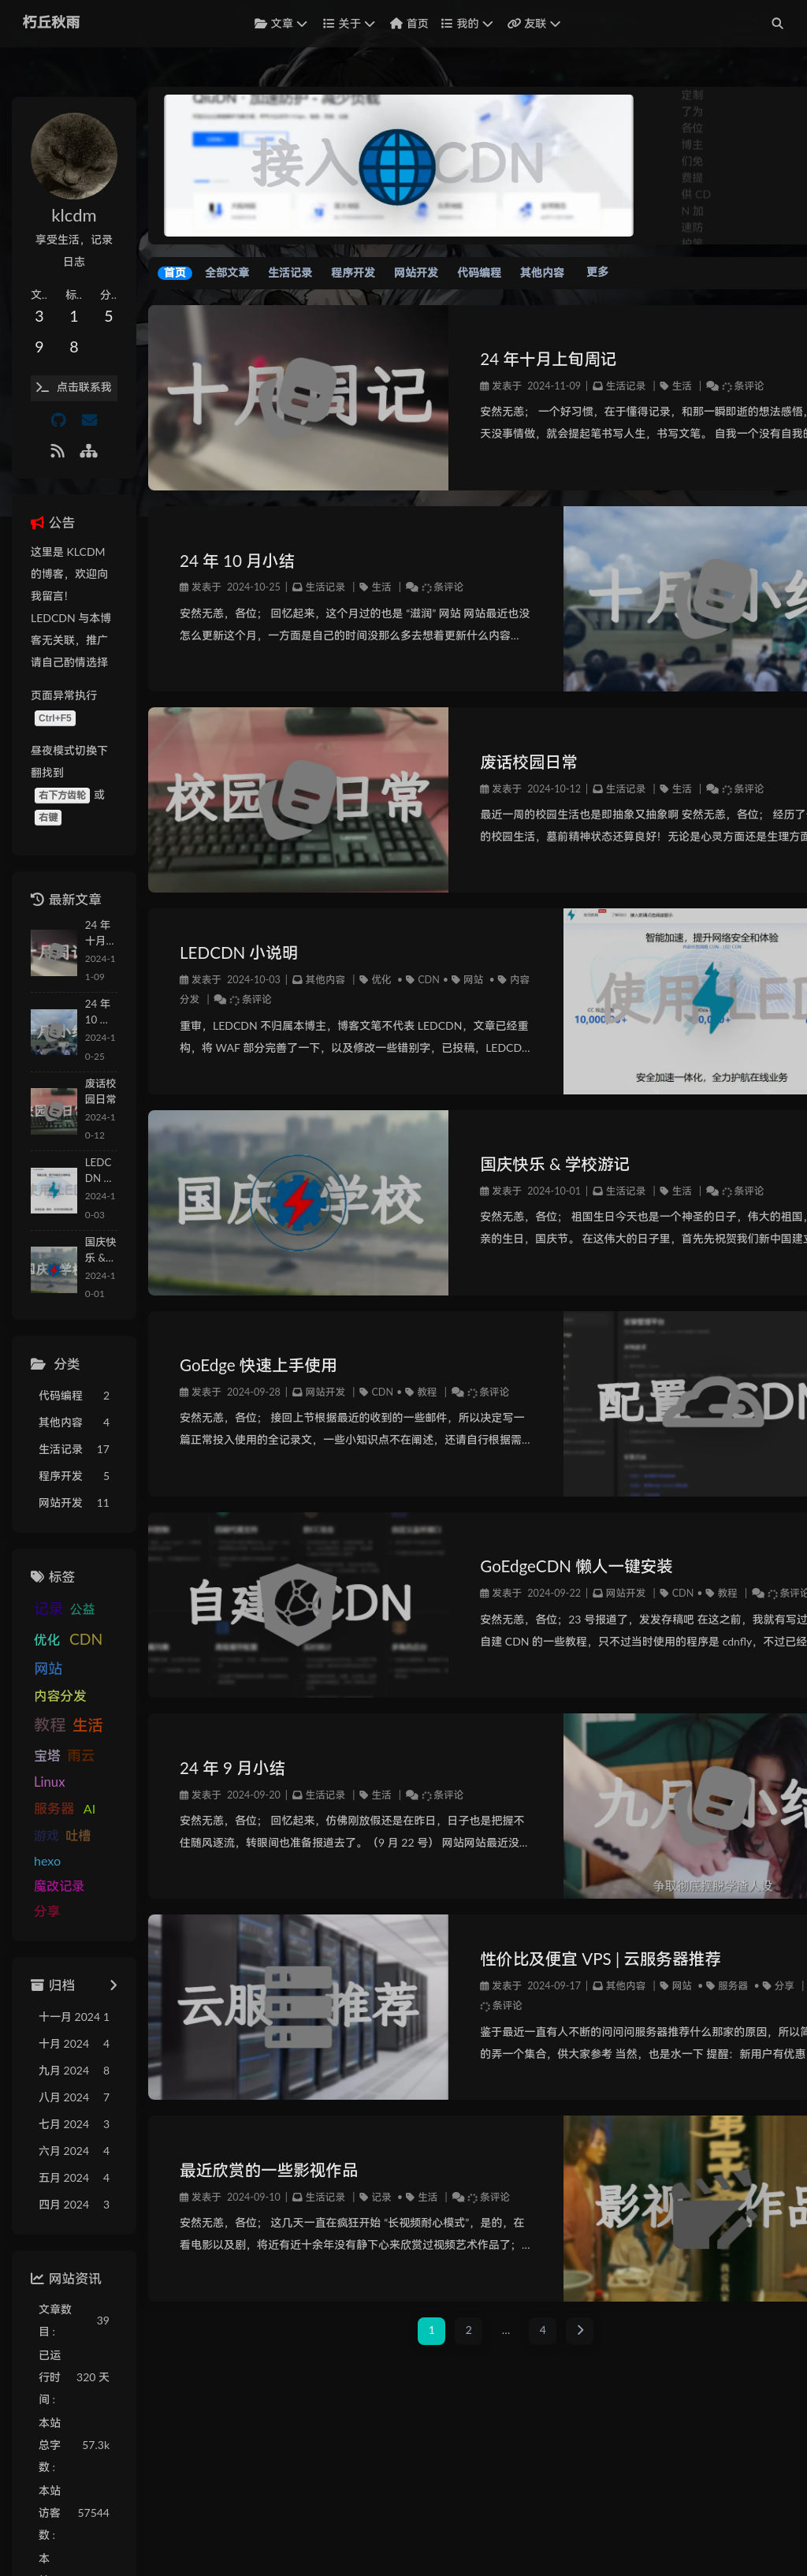 朽丘秋雨
文章 关于 首页 我的 友联
klcdm
享受生活，记录
日志
文.. 标.. 分..
3 1 5
9 8
点击联系我
公告
这里是 KLCDM
的博客，欢迎向
我留言！
LEDCDN 与本博
客无关联，推广
请自己酌情选择
页面异常执行
Ctrl+F5
昼夜模式切换下
翻找到
右下方齿轮 或
右键
最新文章
24 年
十月...
2024-1
1-09
24 年
10 ...
2024-1
0-25
废话校
园日常
2024-1
0-12
LEDC
DN ...
2024-1
0-03
国庆快
乐 &...
2024-1
0-01
分类
代码编程 2
其他内容 4
生活记录 17
程序开发 5
网站开发 11
标签
记录 公益
优化 CDN
网站
内容分发
教程 生活
宝塔 雨云
Linux
服务器 AI
游戏 吐槽
hexo
魔改记录
分享
归档
十一月 2024 1
十月 2024 4
九月 2024 8
八月 2024 7
七月 2024 3
六月 2024 4
五月 2024 4
四月 2024 3
网站资讯
文章数
目 : 39
已运
行时 320 天
间 :
本站
总字 57.3k
数 :
本站
访客 57544
数 :
本
QiuDN · 加速防护 - 减少负载
接入 CDN
定制
了为
各位
博主
们免
费提
供 CD
N 加
速防
首页 全部文章 生活记录 程序开发 网站开发 代码编程 其他内容 更多
十月周记
24 年十月上旬周记
发表于 2024-11-09 | 生活记录 | 生活 | 条评论
安然无恙； 一个好习惯，在于懂得记录，和那一瞬即逝的想法感悟，
天没事情做，就会提起笔书写人生，书写文笔。 自我一个没有自我的
24 年 10 月小结
发表于 2024-10-25 | 生活记录 | 生活 | 条评论
安然无恙，各位； 回忆起来，这个月过的也是 “滋润” 网站 网站最近也没
怎么更新这个月，一方面是自己的时间没那么多去想着更新什么内容...
十月小结
校园日常
废话校园日常
发表于 2024-10-12 | 生活记录 | 生活 | 条评论
最近一周的校园生活也是即抽象又抽象啊 安然无恙，各位； 经历了
的校园生活，墓前精神状态还算良好！无论是心灵方面还是生理方面
LEDCDN 小说明
发表于 2024-10-03 | 其他内容 | 优化 • CDN • 网站 • 内容
分发 | 条评论
重审，LEDCDN 不归属本博主，博客文笔不代表 LEDCDN，文章已经重
构，将 WAF 部分完善了一下，以及修改一些错别字，已投稿，LEDCD...
智能加速，提升网络安全和体验
使用LED
安全加速一体化，全力护航在线业务
国庆 学校
国庆快乐 & 学校游记
发表于 2024-10-01 | 生活记录 | 生活 | 条评论
安然无恙，各位； 祖国生日今天也是一个神圣的日子，伟大的祖国，
亲的生日，国庆节。 在这伟大的日子里，首先先祝贺我们新中国建立
GoEdge 快速上手使用
发表于 2024-09-28 | 网站开发 | CDN • 教程 | 条评论
安然无恙，各位； 接回上节根据最近的收到的一些邮件，所以决定写一
篇正常投入使用的全记录文，一些小知识点不在阐述，还请自行根据需...
配置 CDN
自建 CDN
GoEdgeCDN 懒人一键安装
发表于 2024-09-22 | 网站开发 | CDN • 教程 | 条评论
安然无恙，各位；23 号报道了，发发存稿吧 在这之前，我就有写过
自建 CDN 的一些教程，只不过当时使用的程序是 cdnfly，不过已经
24 年 9 月小结
发表于 2024-09-20 | 生活记录 | 生活 | 条评论
安然无恙，各位； 回忆起来，仿佛刚放假还是在昨日，日子也是把握不
住随风逐流，转眼间也准备报道去了。（9 月 22 号） 网站网站最近没...
九月小结
争取彻底摆脱学渣人设
云服 推荐
性价比及便宜 VPS | 云服务器推荐
发表于 2024-09-17 | 其他内容 | 网站 • 服务器 • 分享 |
条评论
鉴于最近一直有人不断的问问问服务器推荐什么那家的原因，所以简
的弄一个集合，供大家参考 当然，也是水一下 提醒：新用户有优惠
最近欣赏的一些影视作品
发表于 2024-09-10 | 生活记录 | 记录 • 生活 | 条评论
安然无恙，各位； 这几天一直在疯狂开始 “长视频耐心模式”，是的，在
看电影以及剧，将近有近十余年没有静下心来欣赏过视频艺术作品了；...
影视 作品
1 2 ... 4